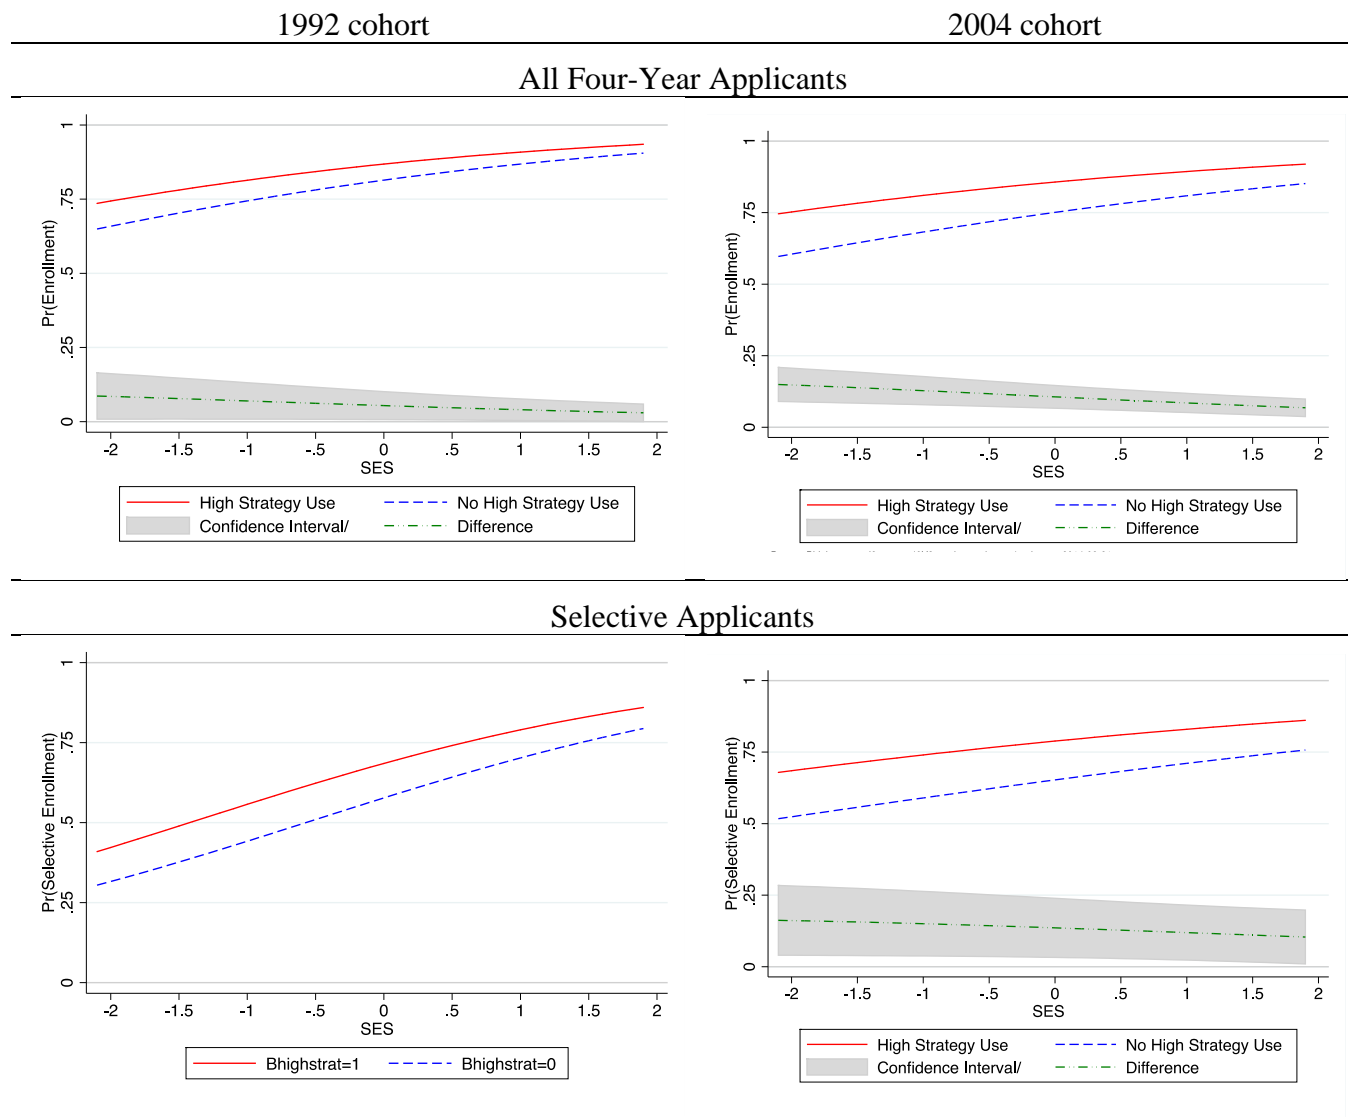 1992 cohort
2004 cohort
All Four-Year Applicants
Pr(Enrollment)
1
.75
.5
.25
0
-2 -1.5 -1 -.5 0 .5 1 1.5 2
SES
High Strategy Use No High Strategy Use
Confidence Interval/ Difference
Pr(Enrollment)
1
.75
.5
.25
0
-2 -1.5 -1 -.5 0 .5 1 1.5 2
SES
High Strategy Use No High Strategy Use
Confidence Interval/ Difference
Selective Applicants
Pr(Selective Enrollment)
1
.75
.5
.25
0
-2 -1.5 -1 -.5 0 .5 1 1.5 2
SES
Bhighstrat=1 Bhighstrat=0
Pr(Selective Enrollment)
1
.75
.5
.25
0
-2 -1.5 -1 -.5 0 .5 1 1.5 2
SES
High Strategy Use No High Strategy Use
Confidence Interval/ Difference